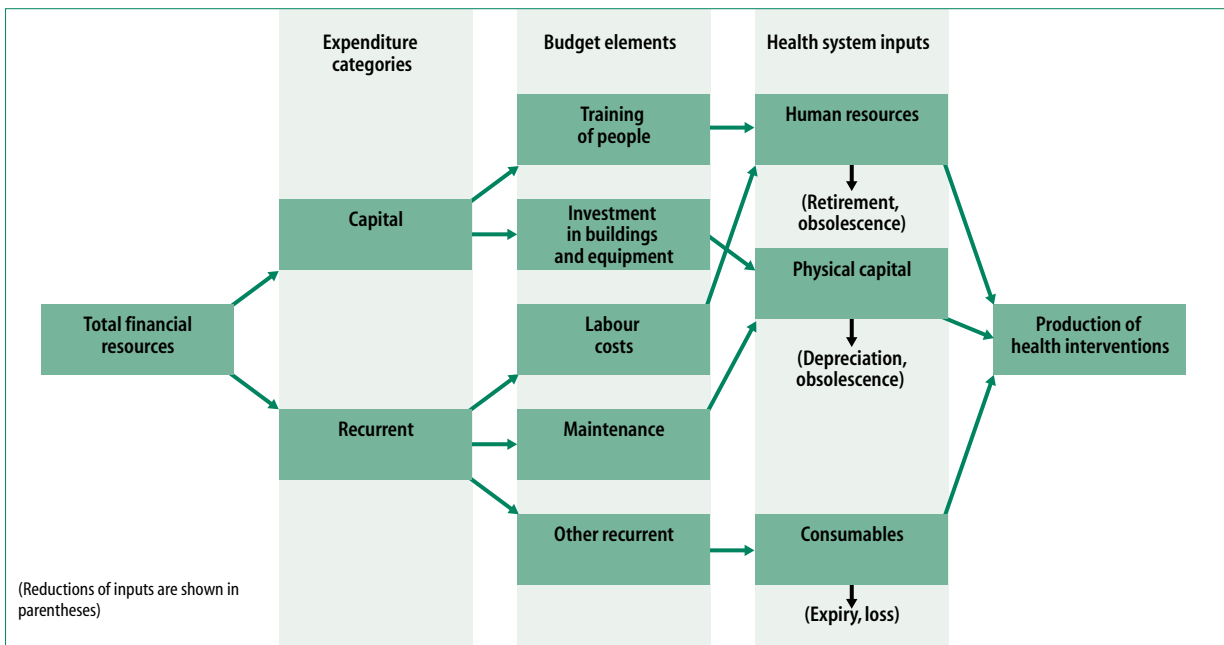 Expenditure
categories
Budget elements
Health system inputs
Training
of people
Human resources
(Retirement,
obsolescence)
Capital
Investment
in buildings
and equipment
Physical capital
(Depreciation,
obsolescence)
Total financial
resources
Labour
costs
Production of
health interventions
Recurrent
Maintenance
Other recurrent
Consumables
(Expiry, loss)
(Reductions of inputs are shown in
parentheses)